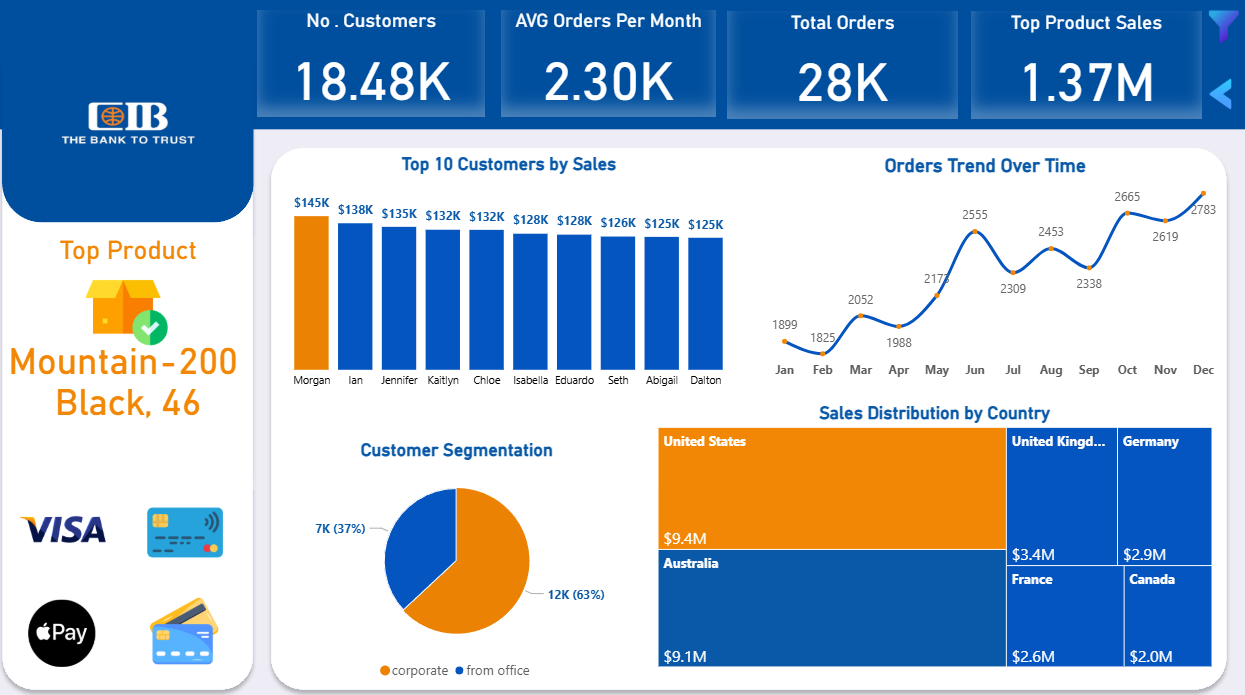 No . Customers
18.48K
AVG Orders Per Month
2.30K
Total Orders
28K
Top Product Sales
1.37M
CIB
THE BANK TO TRUST
Top Product
Mountain-200
Black, 46
VISA
Pay
Top 10 Customers by Sales
$145K $138K $135K $132K $132K $128K $128K $126K $125K $125K
Morgan Ian Jennifer Kaitlyn Chloe Isabella Eduardo Seth Abigail Dalton
Orders Trend Over Time
1899 1825 2052 1988 2173 2555 2309 2453 2338 2665 2619 2783
Jan Feb Mar Apr May Jun Jul Aug Sep Oct Nov Dec
Customer Segmentation
7K (37%)
12K (63%)
corporate from office
Sales Distribution by Country
United States
$9.4M
Australia
$9.1M
United Kingd...
$3.4M
Germany
$2.9M
France
$2.6M
Canada
$2.0M